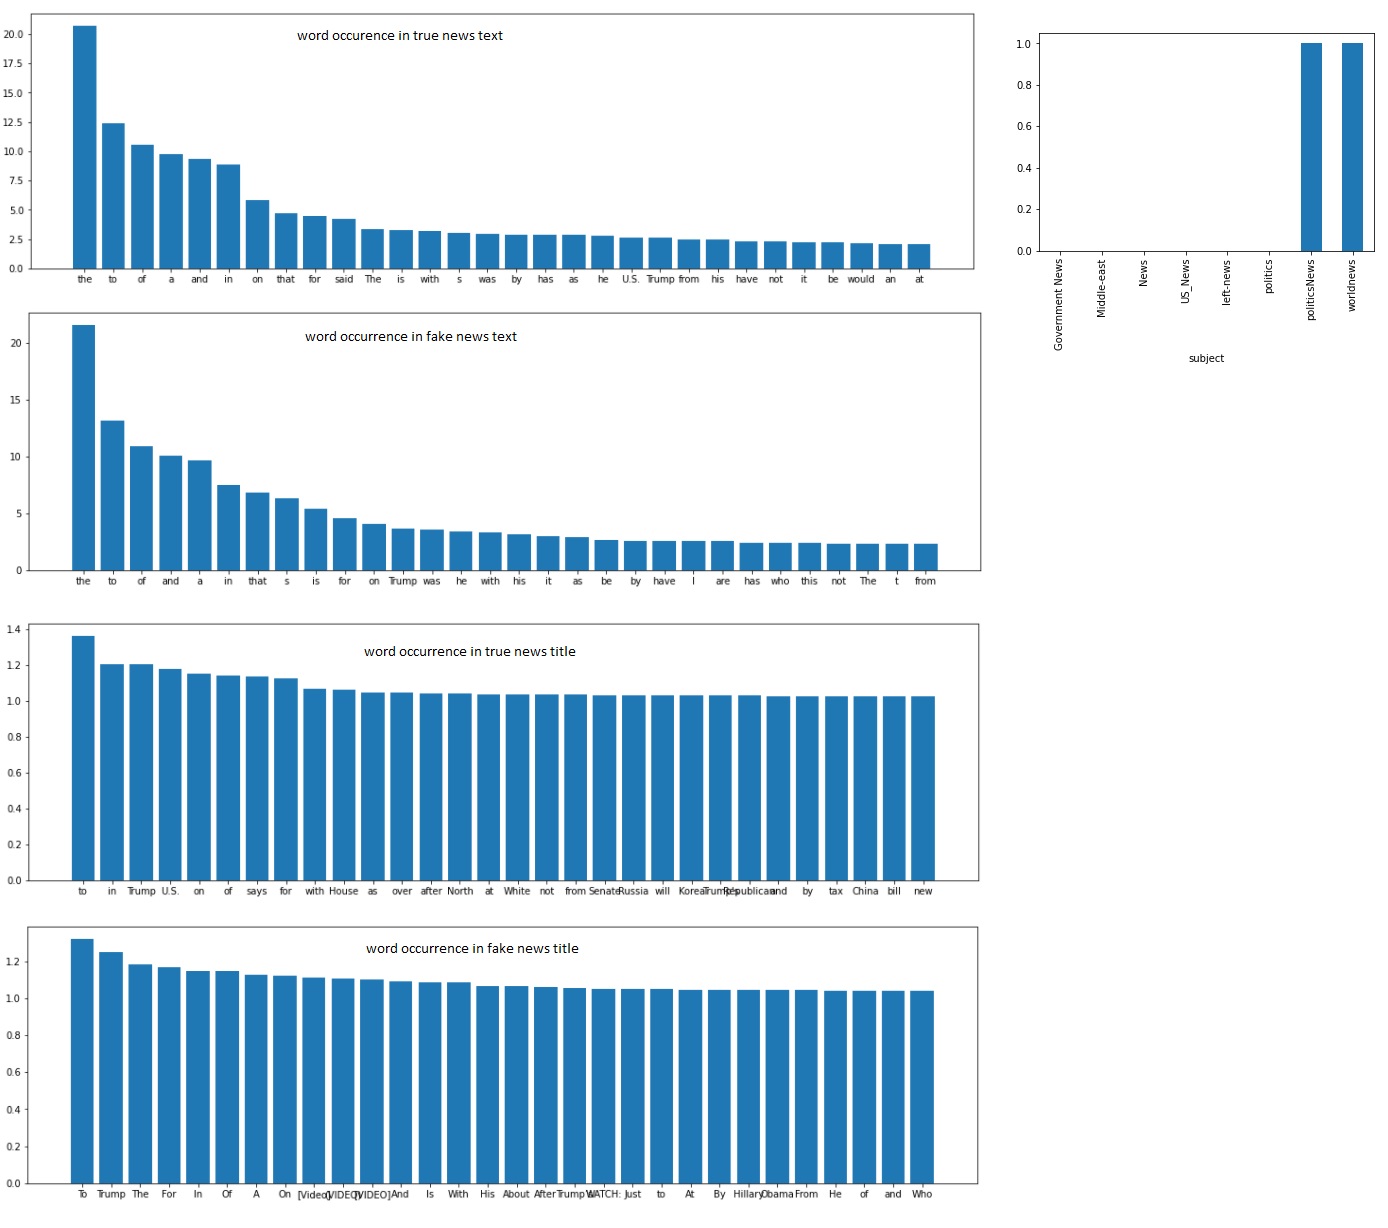 word occurence in true news text
20.0
17.5
15.0
12.5
10.0
7.5
5.0
2.5
0.0
the to of a and in on that for said The is with s was by has as he U.S. Trump from his have not it be would an at
1.0
0.8
0.6
0.4
0.2
0.0
Government News
Middle-east
News
US_News
left-news
politics
politicsNews
worldnews
subject
word occurrence in fake news text
20
15
10
5
0
the to of and a in that s is for on Trump was he with his it as be by have I are has who this not The t from
word occurrence in true news title
1.4
1.2
1.0
0.8
0.6
0.4
0.2
0.0
to in Trump U.S. on of says for with House as over after North at White not from Senate Russia will Korea Trump's Republican and by tax China bill new
word occurrence in fake news title
1.2
1.0
0.8
0.6
0.4
0.2
0.0
To Trump The For In Of A On [Video] (VIDEO) [VIDEO] And Is With His About After WATCH: Just to At By Hillary Obama From He of and Who